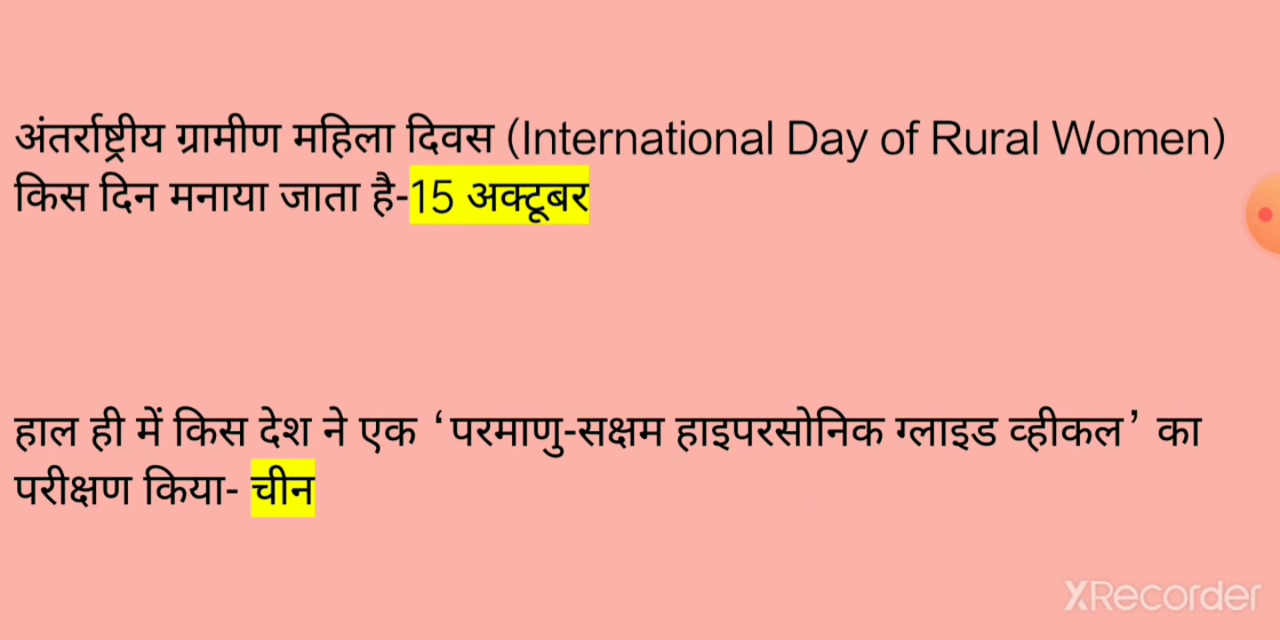 अंतर्राष्ट्रीय ग्रामीण महिला दिवस (International Day of Rural Women)
किस दिन मनाया जाता है-15 अक्टूबर
हाल ही में किस देश ने एक ‘परमाणु-सक्षम हाइपरसोनिक ग्लाइड व्हीकल’ का
परीक्षण किया- चीन
XRecorder